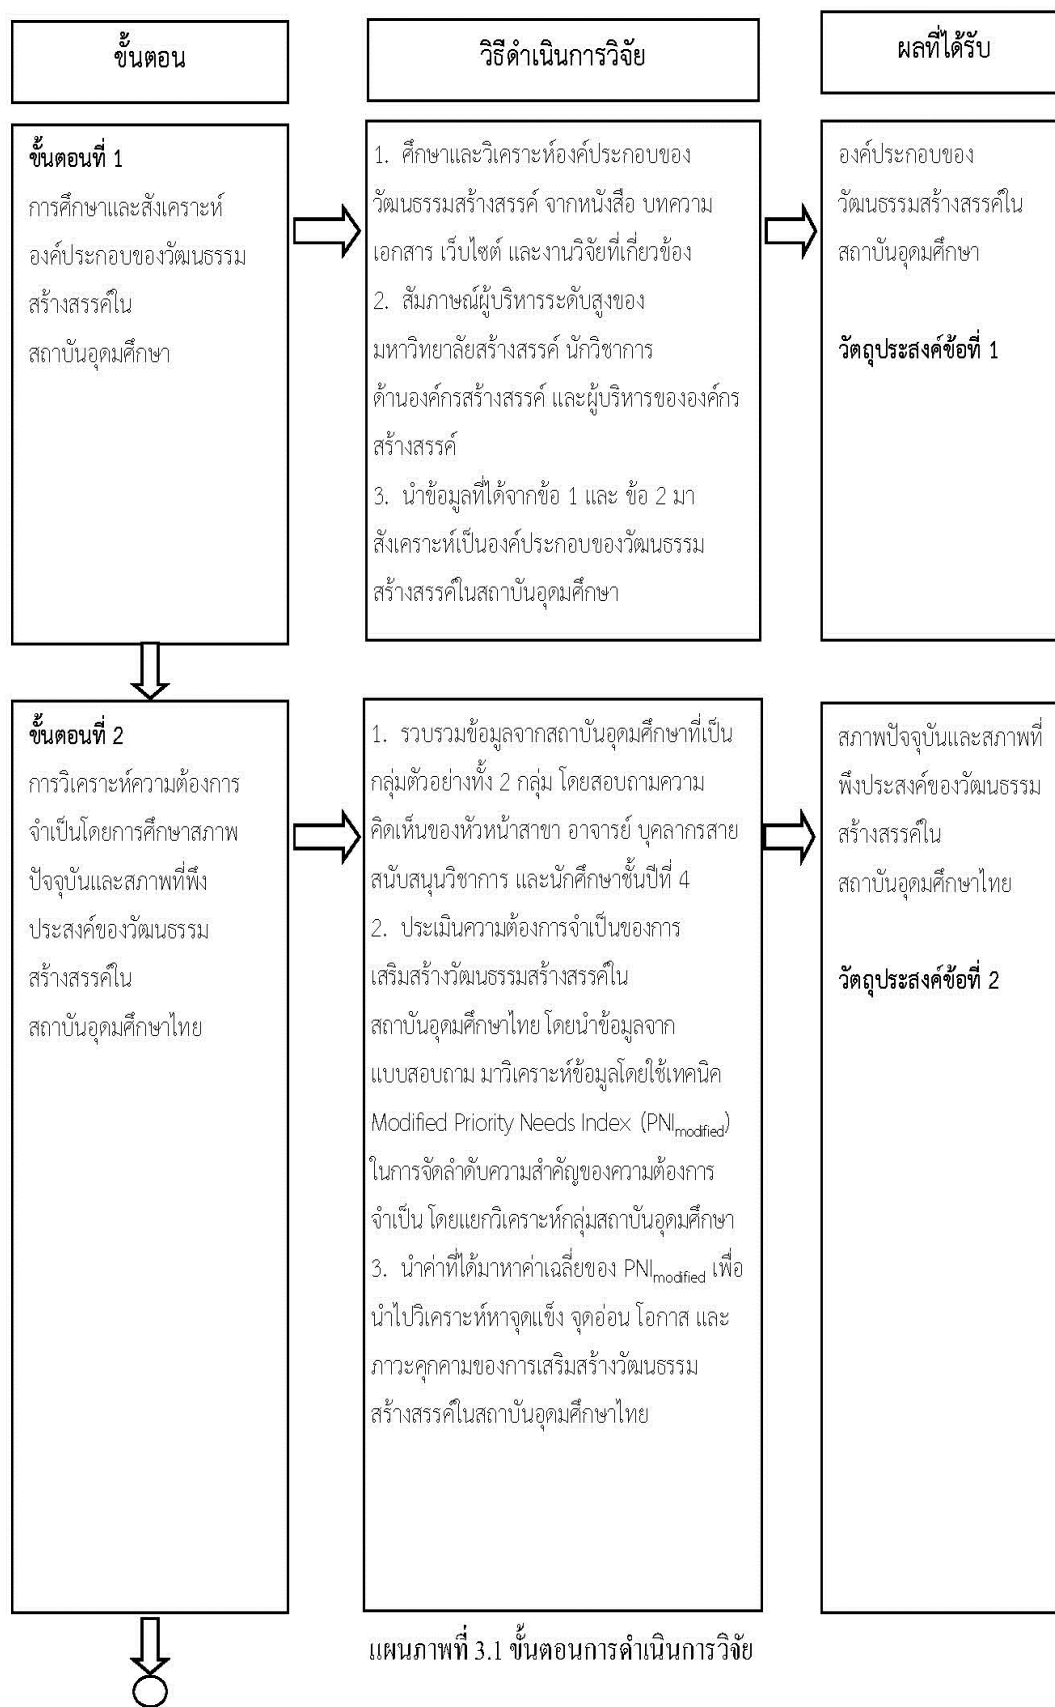 ขั้นตอน
วิธีดำเนินการวิจัย
ผลที่ได้รับ
ขั้นตอนที่ 1
การศึกษาและสังเคราะห์
องค์ประกอบของวัฒนธรรม
สร้างสรรค์ใน
สถาบันอุดมศึกษา
1. ศึกษาและวิเคราะห์องค์ประกอบของ
วัฒนธรรมสร้างสรรค์ จากหนังสือ บทความ
เอกสาร เว็บไซต์ และงานวิจัยที่เกี่ยวข้อง
2. สัมภาษณ์ผู้บริหารระดับสูงของ
มหาวิทยาลัยสร้างสรรค์ นักวิชาการ
ด้านองค์กรสร้างสรรค์ และผู้บริหารขององค์กร
สร้างสรรค์
3. นำข้อมูลที่ได้จากข้อ 1 และ ข้อ 2 มา
สังเคราะห์เป็นองค์ประกอบของวัฒนธรรม
สร้างสรรค์ในสถาบันอุดมศึกษา
องค์ประกอบของ
วัฒนธรรมสร้างสรรค์ใน
สถาบันอุดมศึกษา
วัตถุประสงค์ข้อที่ 1
ขั้นตอนที่ 2
การวิเคราะห์ความต้องการ
จำเป็นโดยการศึกษาสภาพ
ปัจจุบันและสภาพที่พึง
ประสงค์ของวัฒนธรรม
สร้างสรรค์ใน
สถาบันอุดมศึกษาไทย
1. รวบรวมข้อมูลจากสถาบันอุดมศึกษาที่เป็น
กลุ่มตัวอย่างทั้ง 2 กลุ่ม โดยสอบถามความ
คิดเห็นของหัวหน้าสาขา อาจารย์ บุคลากรสาย
สนับสนุนวิชาการ และนักศึกษาชั้นปีที่ 4
2. ประเมินความต้องการจำเป็นของการ
เสริมสร้างวัฒนธรรมสร้างสรรค์ใน
สถาบันอุดมศึกษาไทย โดยนำข้อมูลจาก
แบบสอบถาม มาวิเคราะห์ข้อมูลโดยใช้เทคนิค
Modified Priority Needs Index (PNImodified)
ในการจัดลำดับความสำคัญของความต้องการ
จำเป็น โดยแยกวิเคราะห์กลุ่มสถาบันอุดมศึกษา
3. นำค่าที่ได้มาหาค่าเฉลี่ยของ PNImodified เพื่อ
นำไปวิเคราะห์หาจุดแข็ง จุดอ่อน โอกาส และ
ภาวะคุกคามของการเสริมสร้างวัฒนธรรม
สร้างสรรค์ในสถาบันอุดมศึกษาไทย
สภาพปัจจุบันและสภาพที่
พึงประสงค์ของวัฒนธรรม
สร้างสรรค์ใน
สถาบันอุดมศึกษาไทย
วัตถุประสงค์ข้อที่ 2
แผนภาพที่ 3.1 ขั้นตอนการดำเนินการวิจัย